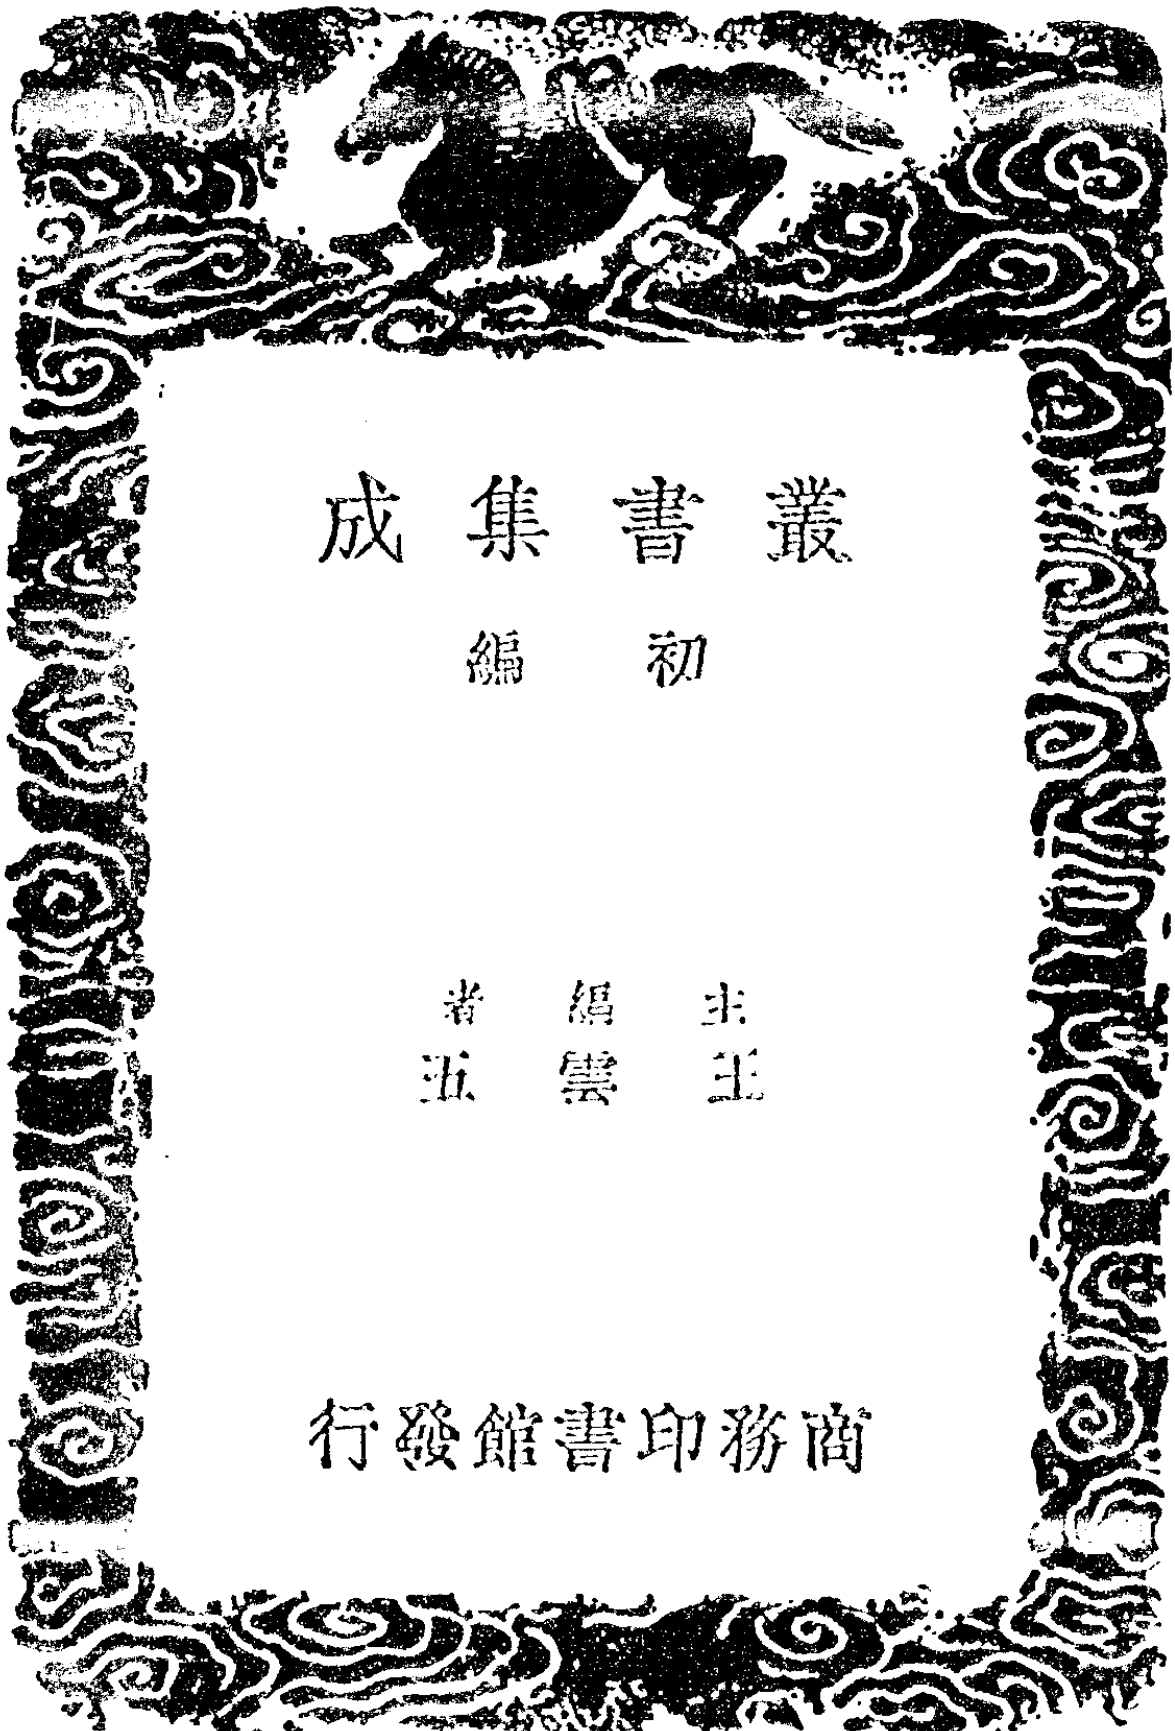 叢書集成
初編
主編者
王雲五
商務印書館發行